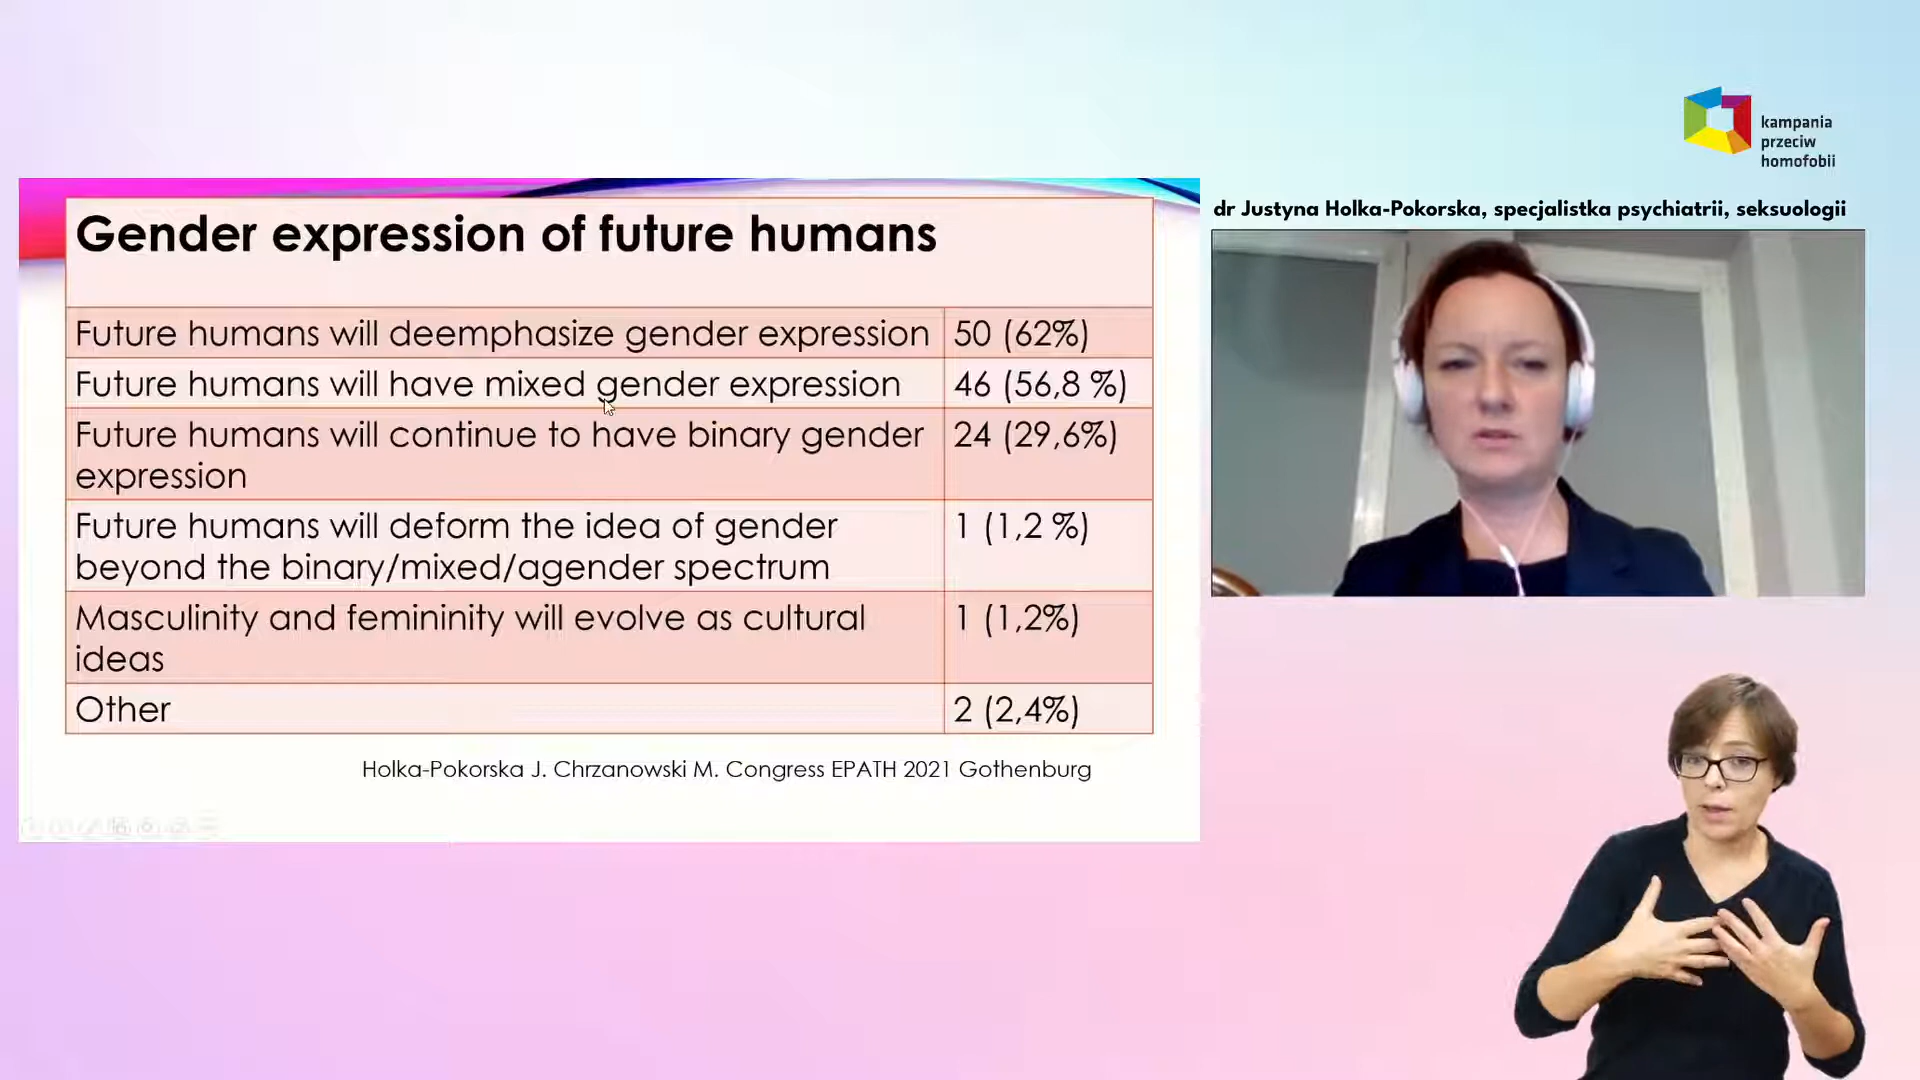 kampania
przeciw
homofobii
dr Justyna Holka-Pokorska, specjalistka psychiatrii, seksuologii
Gender expression of future humans
Future humans will deemphasize gender expression 50 (62%)
Future humans will have mixed gender expression 46 (56,8 %)
Future humans will continue to have binary gender 24 (29,6%)
expression
Future humans will deform the idea of gender 1 (1,2 %)
beyond the binary/mixed/agender spectrum
Masculinity and femininity will evolve as cultural 1 (1,2%)
ideas
Other 2 (2,4%)
Holka-Pokorska J. Chrzanowski M. Congress EPATH 2021 Gothenburg